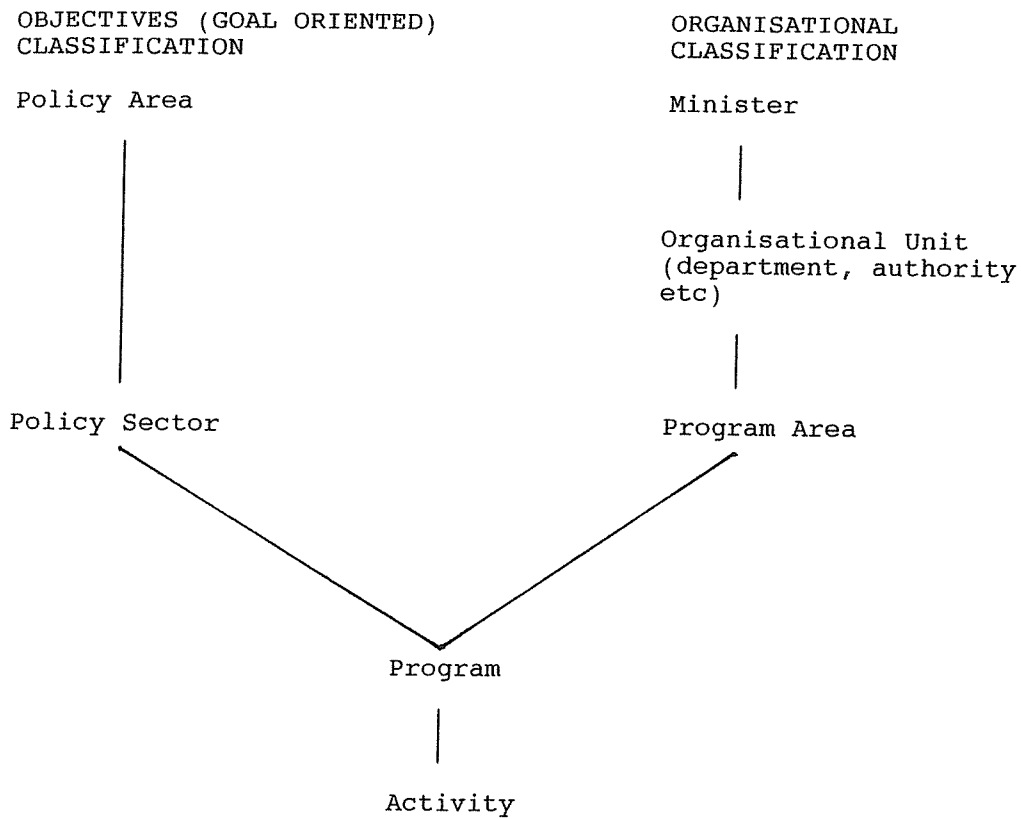 OBJECTIVES (GOAL ORIENTED)
CLASSIFICATION
ORGANISATIONAL
CLASSIFICATION
Policy Area
Minister
Organisational Unit
(department, authority
etc)
Policy Sector
Program Area
Program
Activity